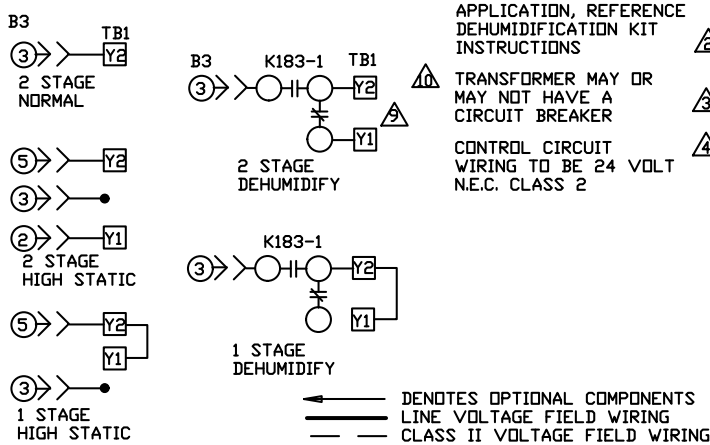 B3
TB1
3 Y2
2 STAGE
NORMAL
5 Y2
3
2 Y1
2 STAGE
HIGH STATIC
5 Y2
Y1
3
1 STAGE
HIGH STATIC
B3 K183-1 TB1
3 Y2
Y1 9
2 STAGE
DEHUMIDIFY
K183-1
3 Y2
Y1
1 STAGE
DEHUMIDIFY
APPLICATION, REFERENCE
DEHUMIDIFICATION KIT
INSTRUCTIONS
10 TRANSFORMER MAY OR
MAY NOT HAVE A
CIRCUIT BREAKER
CONTROL CIRCUIT
WIRING TO BE 24 VOLT
N.E.C. CLASS 2
2
3
4
DENOTES OPTIONAL COMPONENTS
LINE VOLTAGE FIELD WIRING
CLASS II VOLTAGE FIELD WIRING